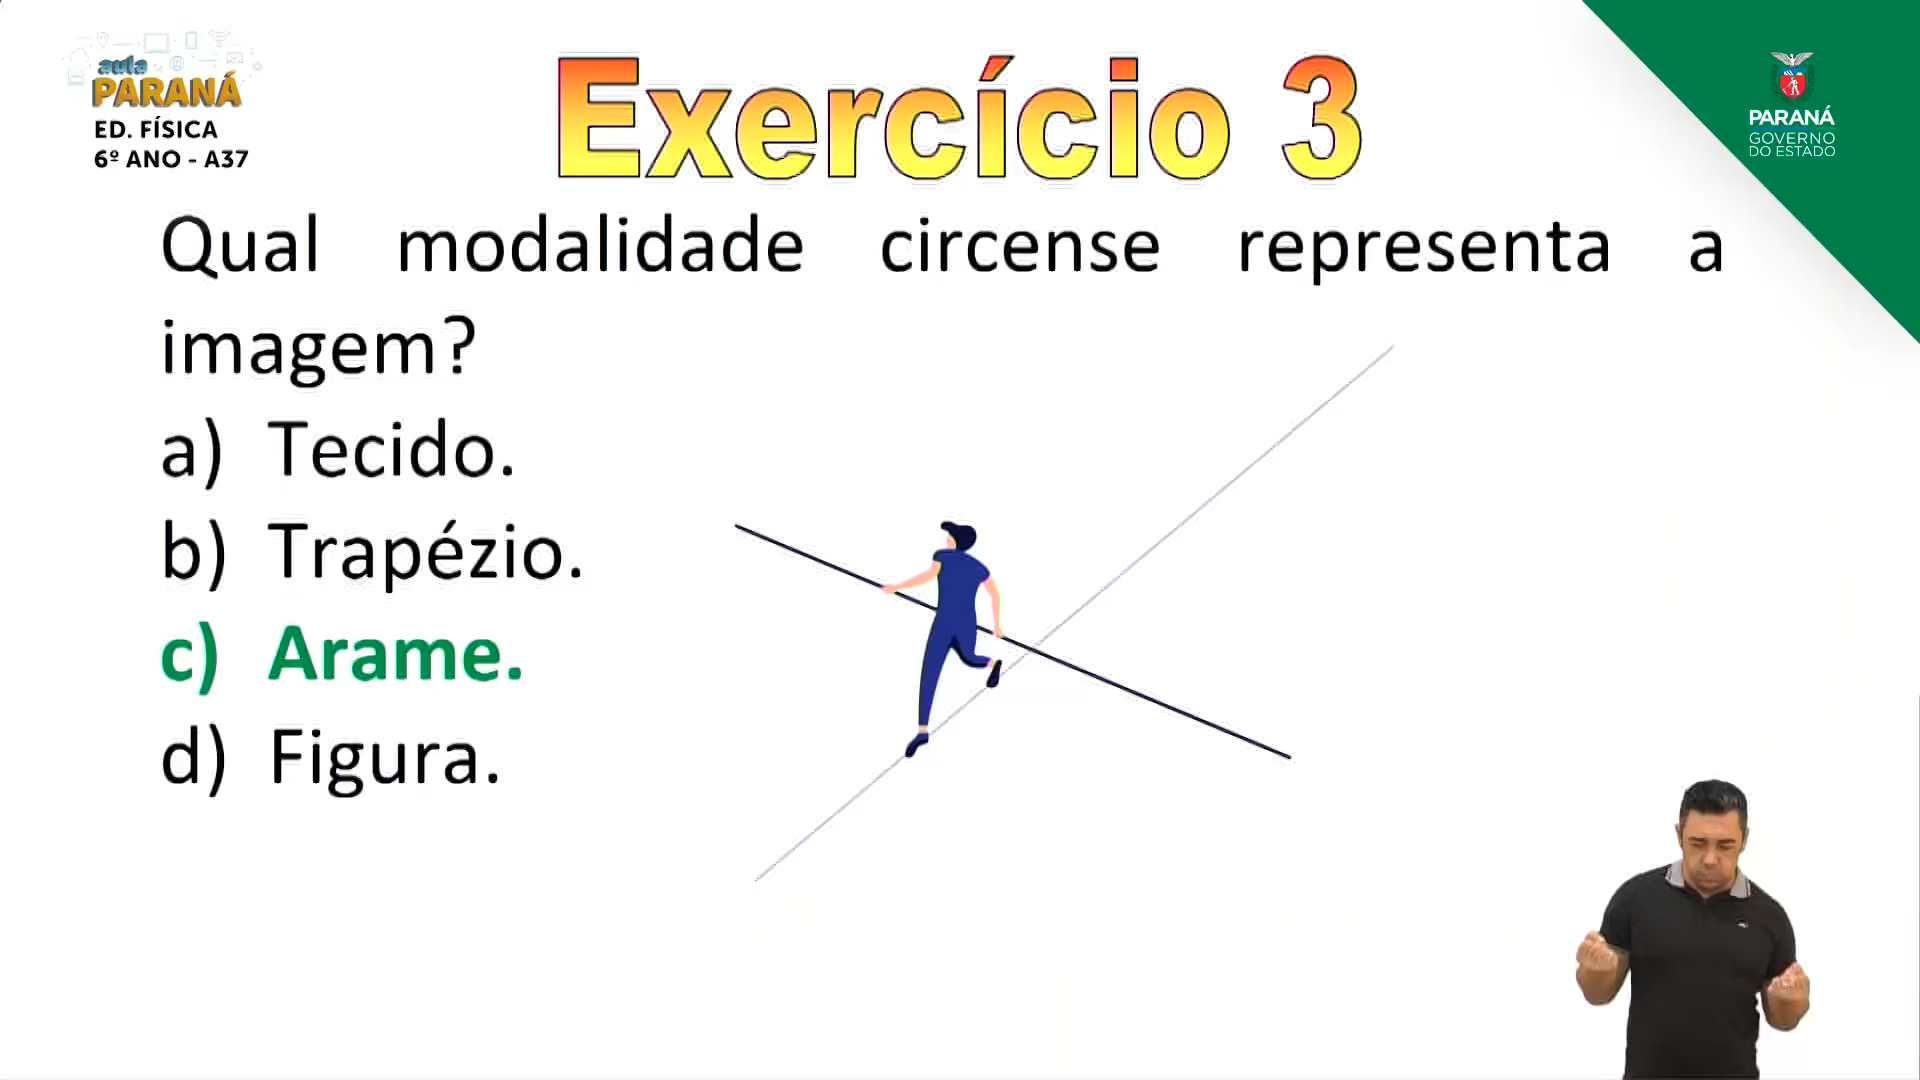 aula
PARANÁ
ED. FÍSICA
6º ANO - A37
Exercício 3
PARANÁ
GOVERNO
DO ESTADO
Qual modalidade circense representa a
imagem?
a) Tecido.
b) Trapézio.
c) Arame.
d) Figura.